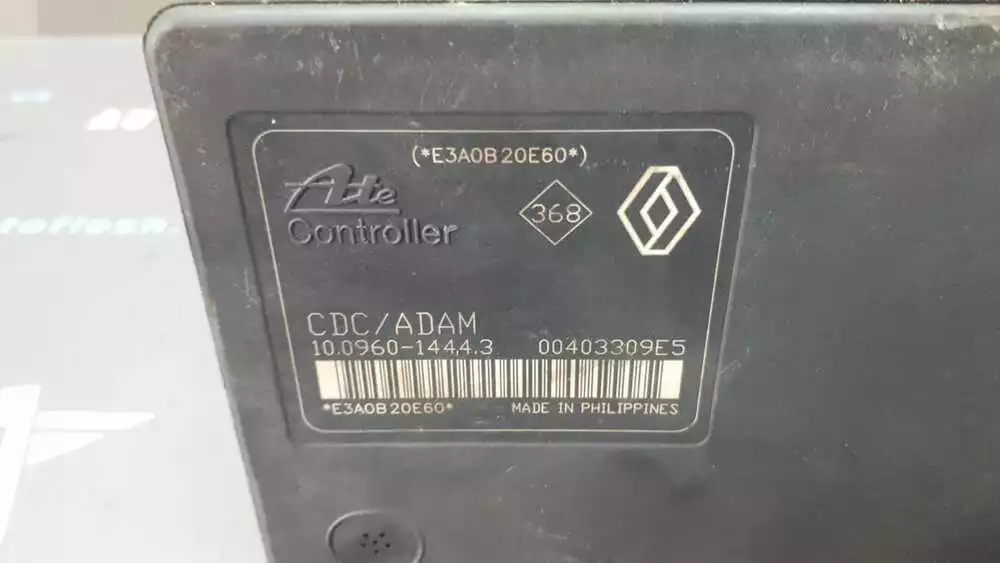 (*E3A0B20E60*)
Ate
Controller
368
CDC/ADAM
10.0960-1444.3 00403309E5
*E3A0B20E60* MADE IN PHILIPPINES